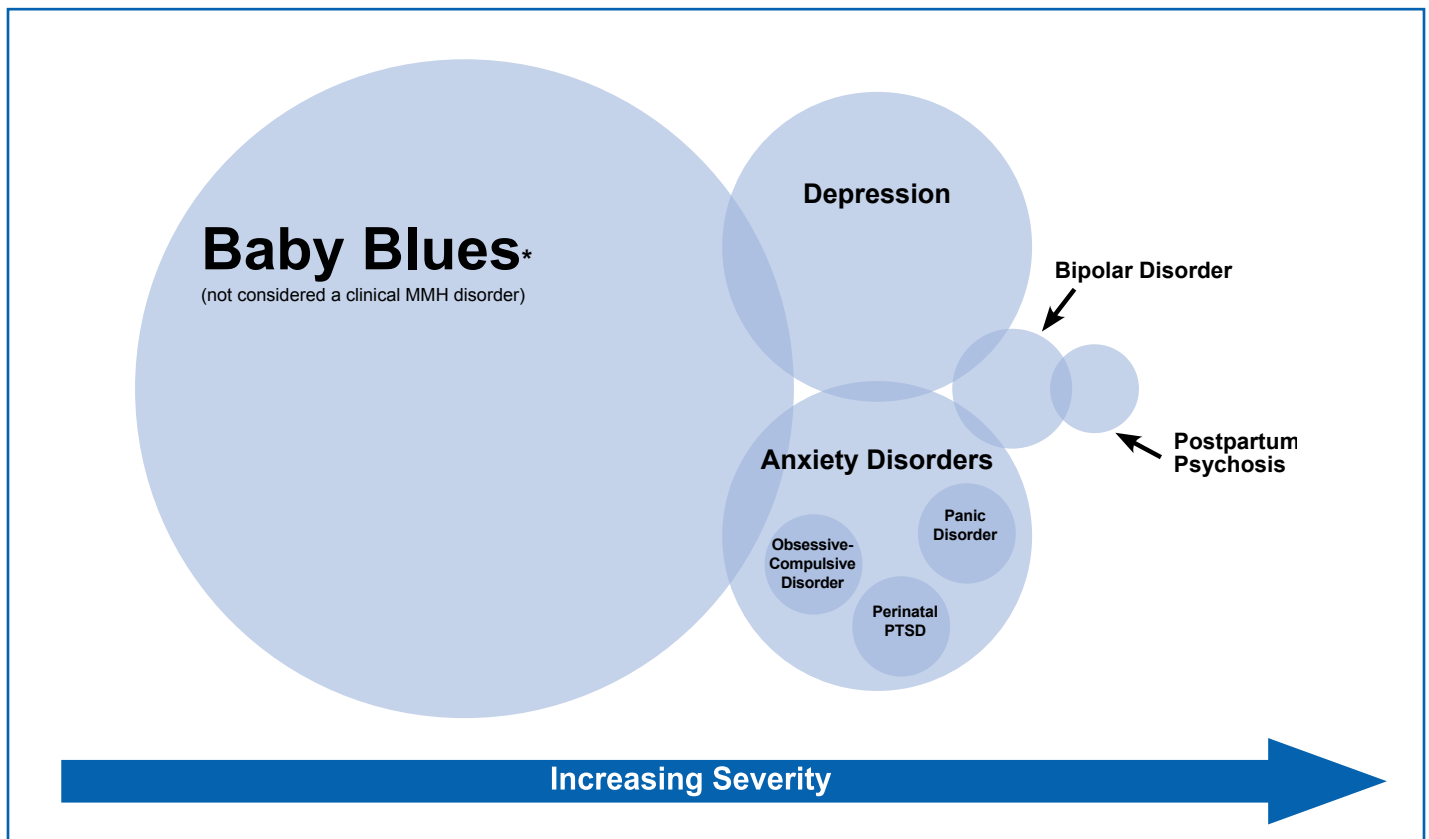 Baby Blues*
(not considered a clinical MMH disorder)
Depression
Bipolar Disorder
Postpartum
Psychosis
Anxiety Disorders
Panic
Disorder
Obsessive-
Compulsive
Disorder
Perinatal
PTSD
Increasing Severity